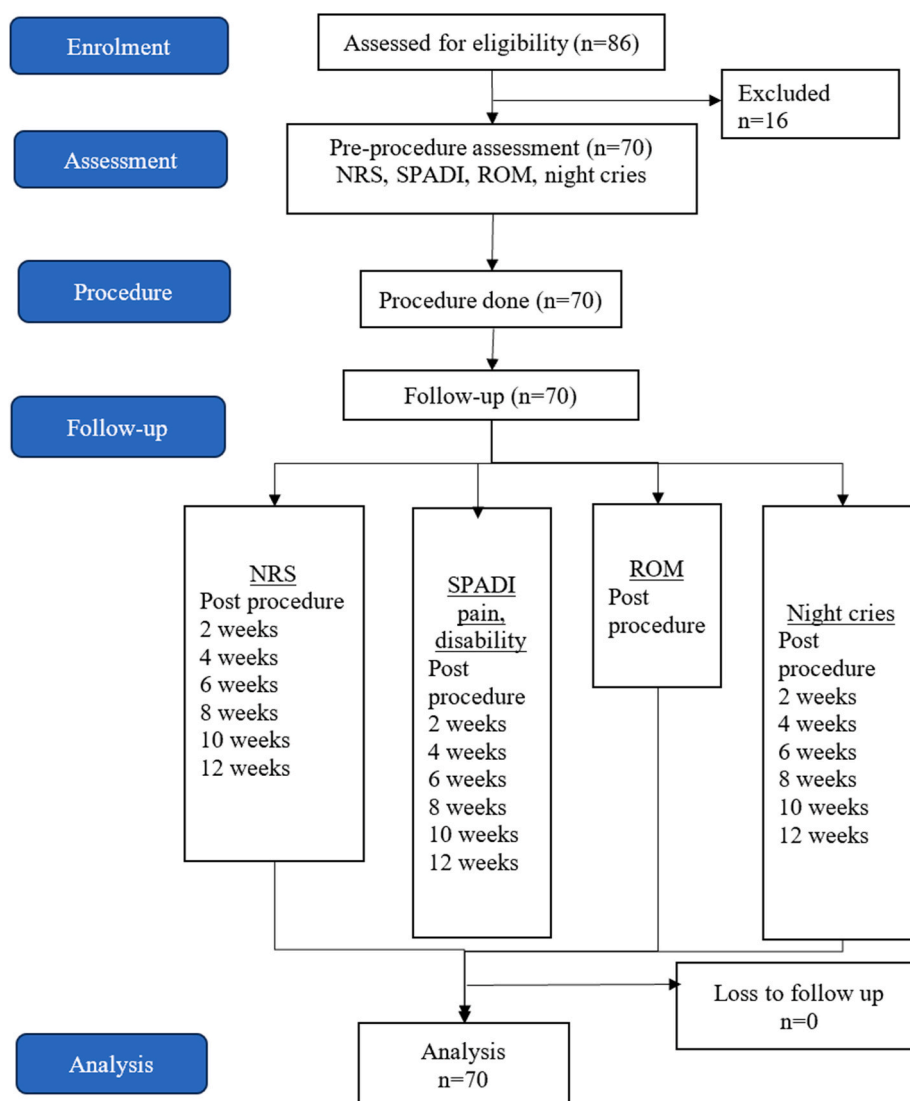 Enrolment
Assessed for eligibility (n=86)
Excluded
n=16
Assessment
Pre-procedure assessment (n=70)
NRS, SPADI, ROM, night cries
Procedure
Procedure done (n=70)
Follow-up (n=70)
Follow-up
NRS
Post procedure
2 weeks
4 weeks
6 weeks
8 weeks
10 weeks
12 weeks
SPADI
pain,
disability
Post
procedure
2 weeks
4 weeks
6 weeks
8 weeks
10 weeks
12 weeks
ROM
Post
procedure
Night cries
Post
procedure
2 weeks
4 weeks
6 weeks
8 weeks
10 weeks
12 weeks
Loss to follow up
n=0
Analysis
Analysis
n=70